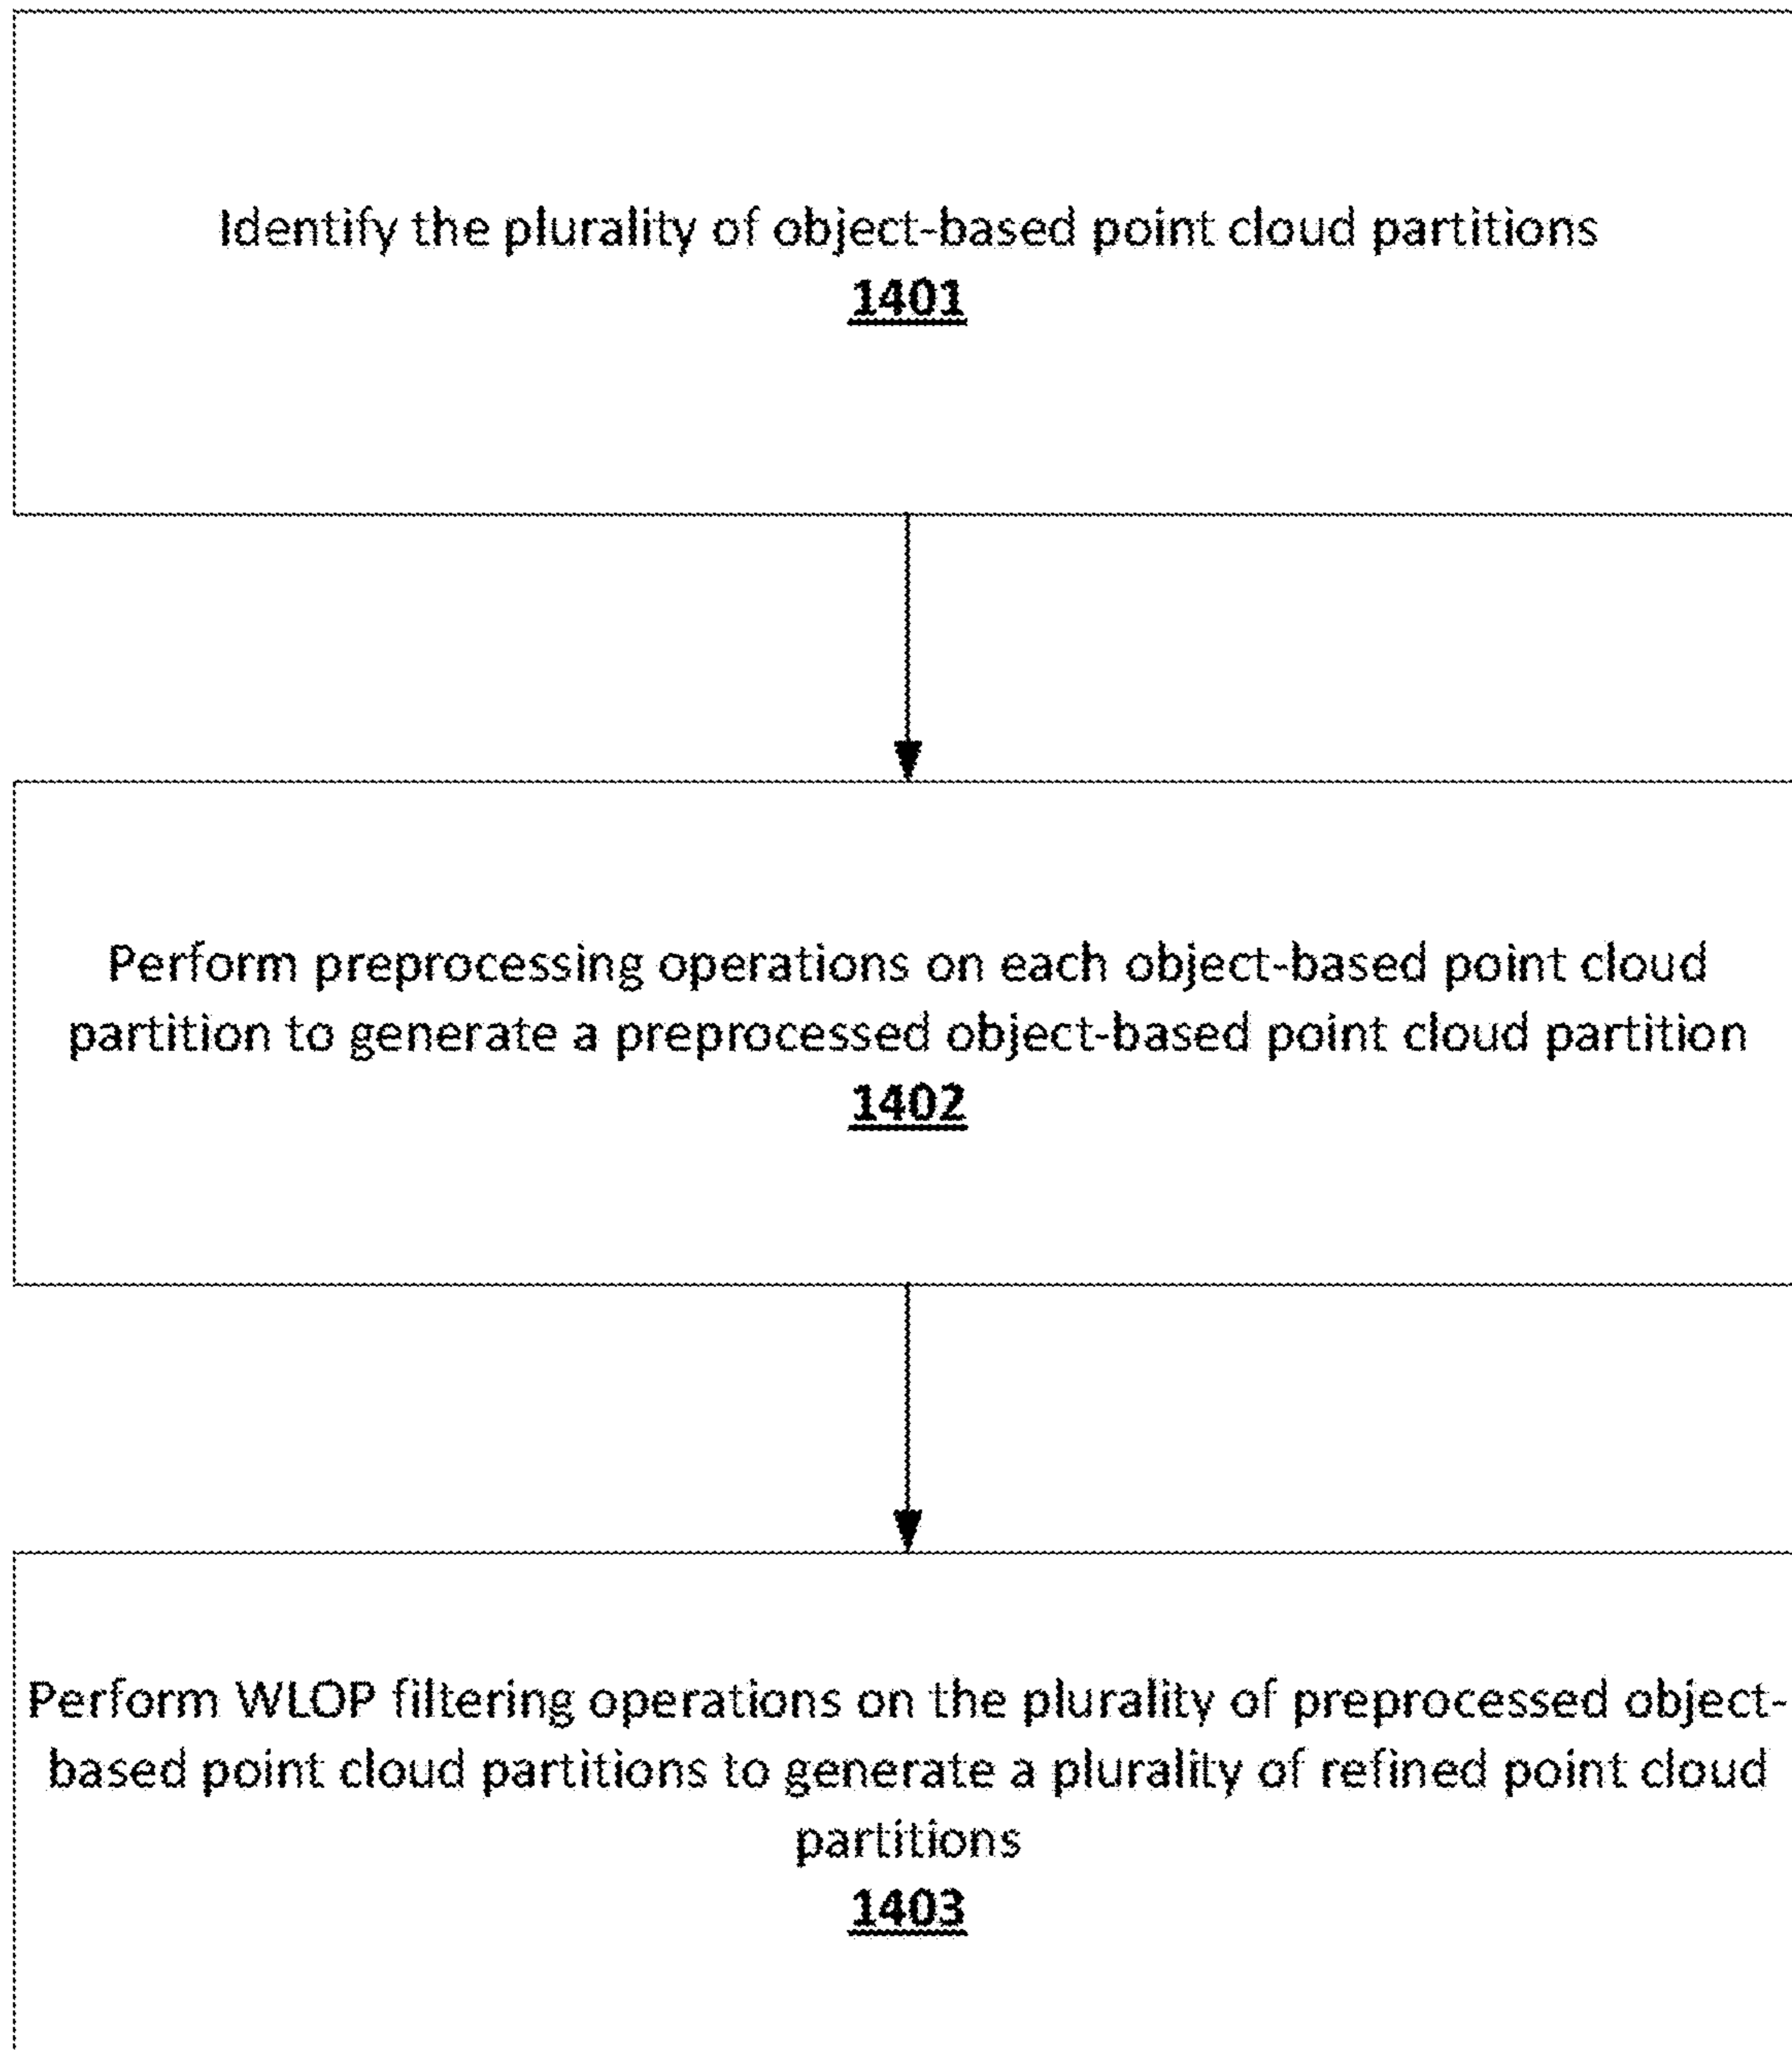 Identify the plurality of object-based point cloud partitions
1401
Perform preprocessing operations on each object-based point cloud
partition to generate a preprocessed object-based point cloud partition
1402
Perform WLOP filtering operations on the plurality of preprocessed object-
based point cloud partitions to generate a plurality of refined point cloud
partitions
1403